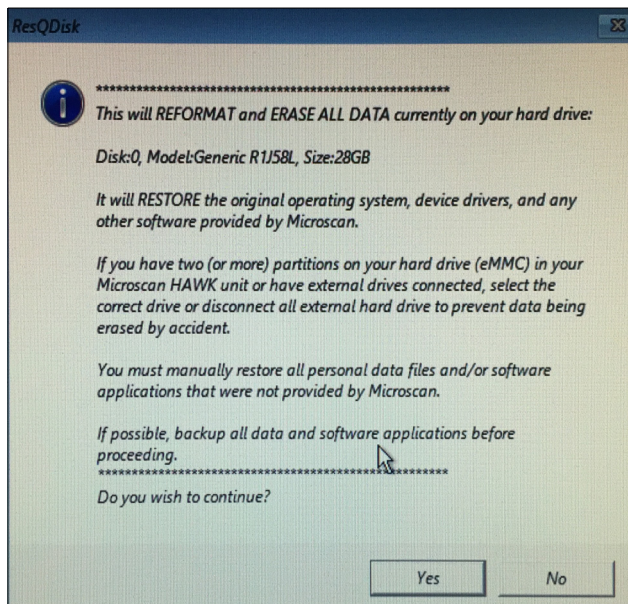 ResQDisk
*****************************************************
This will REFORMAT and ERASE ALL DATA currently on your hard drive:
Disk:0, Model:Generic R1J58L, Size:28GB
It will RESTORE the original operating system, device drivers, and any
other software provided by Microscan.
If you have two (or more) partitions on your hard drive (eMMC) in your
Microscan HAWK unit or have external drives connected, select the
correct drive or disconnect all external hard drive to prevent data being
erased by accident.
You must manually restore all personal data files and/or software
applications that were not provided by Microscan.
If possible, backup all data and software applications before
proceeding.
*****************************************************
Do you wish to continue?
Yes
No